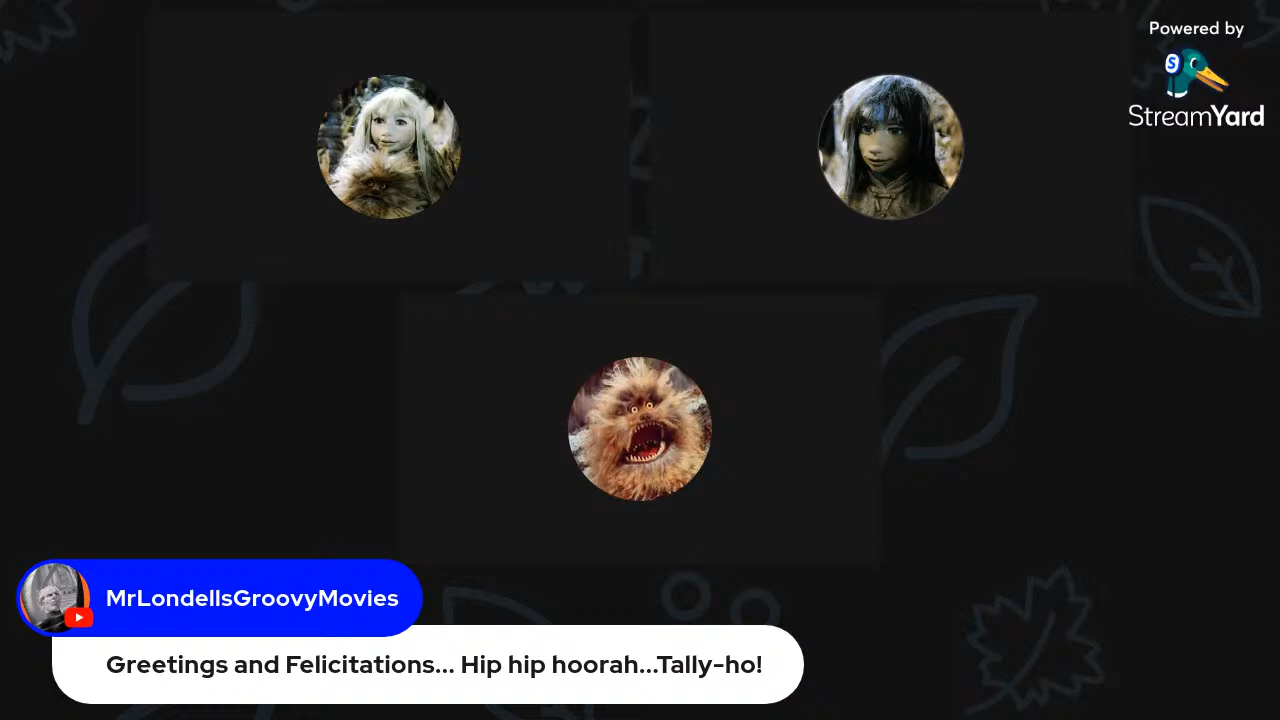 Powered by
StreamYard
MrLondellsGroovyMovies
Greetings and Felicitations... Hip hip hoorah...Tally-ho!